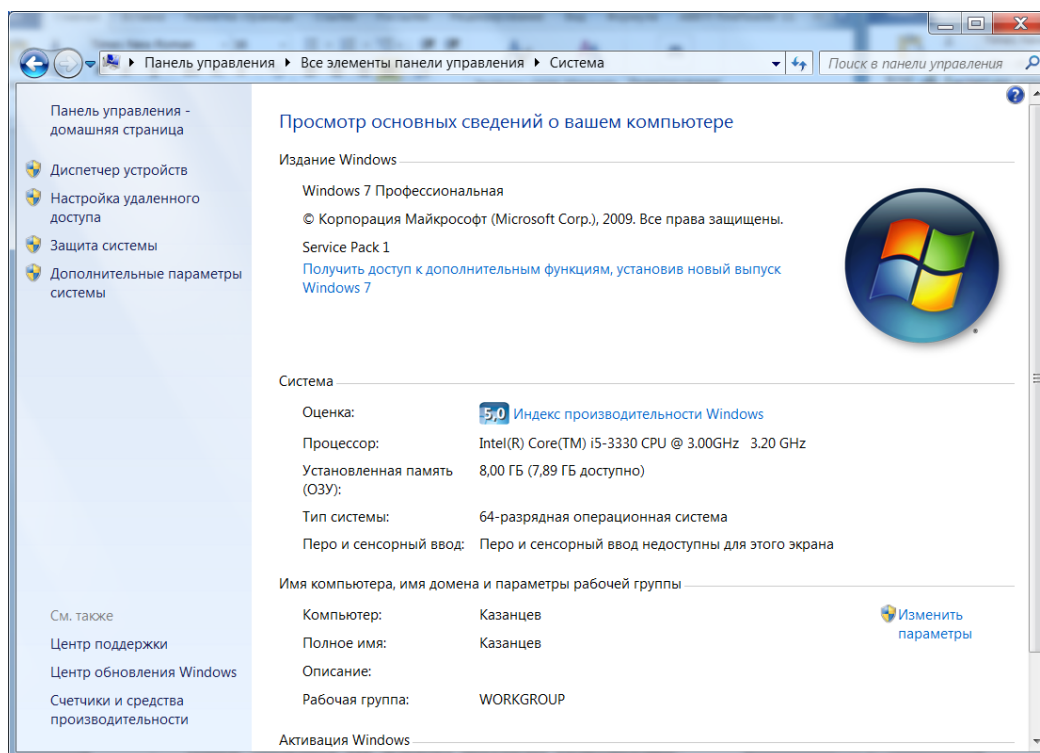 Панель управления ▸ Все элементы панели управления ▸ Система
Поиск в панели управления
Панель управления -
домашняя страница
Диспетчер устройств
Настройка удаленного
доступа
Защита системы
Дополнительные параметры
системы
См. также
Центр поддержки
Центр обновления Windows
Счетчики и средства
производительности
Просмотр основных сведений о вашем компьютере
Издание Windows
Windows 7 Профессиональная
© Корпорация Майкрософт (Microsoft Corp.), 2009. Все права защищены.
Service Pack 1
Получить доступ к дополнительным функциям, установив новый выпуск
Windows 7
Система
Оценка: 5,0 Индекс производительности Windows
Процессор: Intel(R) Core(TM) i5-3330 CPU @ 3.00GHz 3.20 GHz
Установленная память 8,00 ГБ (7,89 ГБ доступно)
(ОЗУ):
Тип системы: 64-разрядная операционная система
Перо и сенсорный ввод: Перо и сенсорный ввод недоступны для этого экрана
Имя компьютера, имя домена и параметры рабочей группы
Компьютер: Казанцев Изменить
параметры
Полное имя: Казанцев
Описание:
Рабочая группа: WORKGROUP
Активация Windows